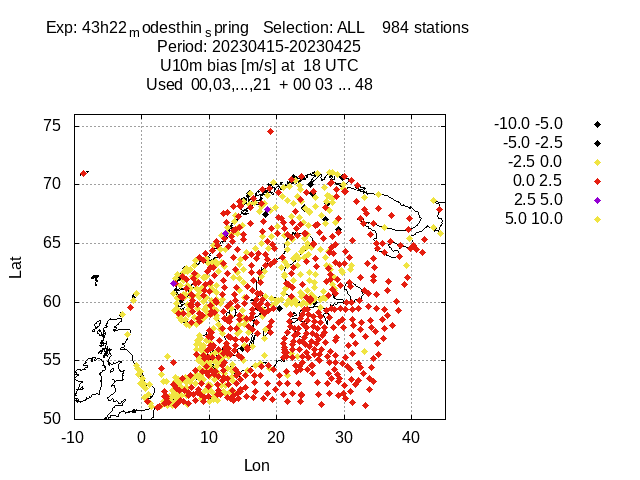 Exp: 43h22modesthinspring Selection: ALL 984 stations
Period: 20230415-20230425
U10m bias [m/s] at 18 UTC
Used 00,03,...,21 + 00 03 ... 48
-10.0 -5.0
-5.0 -2.5
-2.5 0.0
0.0 2.5
2.5 5.0
5.0 10.0
75
70
65
60
55
50
Lat
-10 0 10 20 30 40
Lon